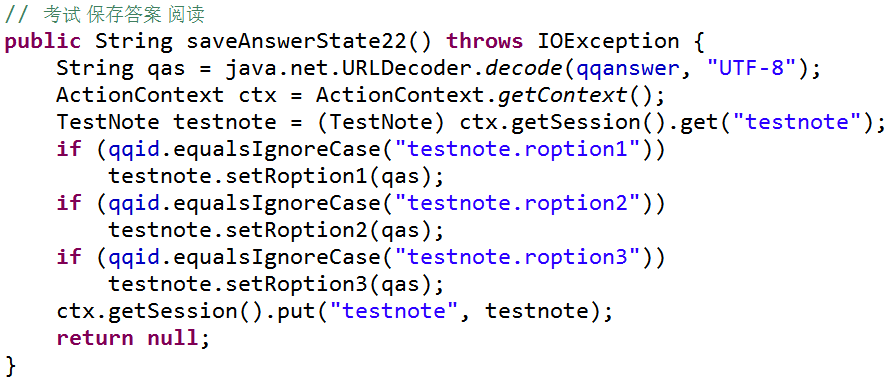 // 考试 保存答案 阅读
public String saveAnswerState22() throws IOException {
    String qas = java.net.URLDecoder.decode(qqanswer, "UTF-8");
    ActionContext ctx = ActionContext.getContext();
    TestNote testnote = (TestNote) ctx.getSession().get("testnote");
    if (qqid.equalsIgnoreCase("testnote.roption1"))
        testnote.setRoption1(qas);
    if (qqid.equalsIgnoreCase("testnote.roption2"))
        testnote.setRoption2(qas);
    if (qqid.equalsIgnoreCase("testnote.roption3"))
        testnote.setRoption3(qas);
    ctx.getSession().put("testnote", testnote);
    return null;
}